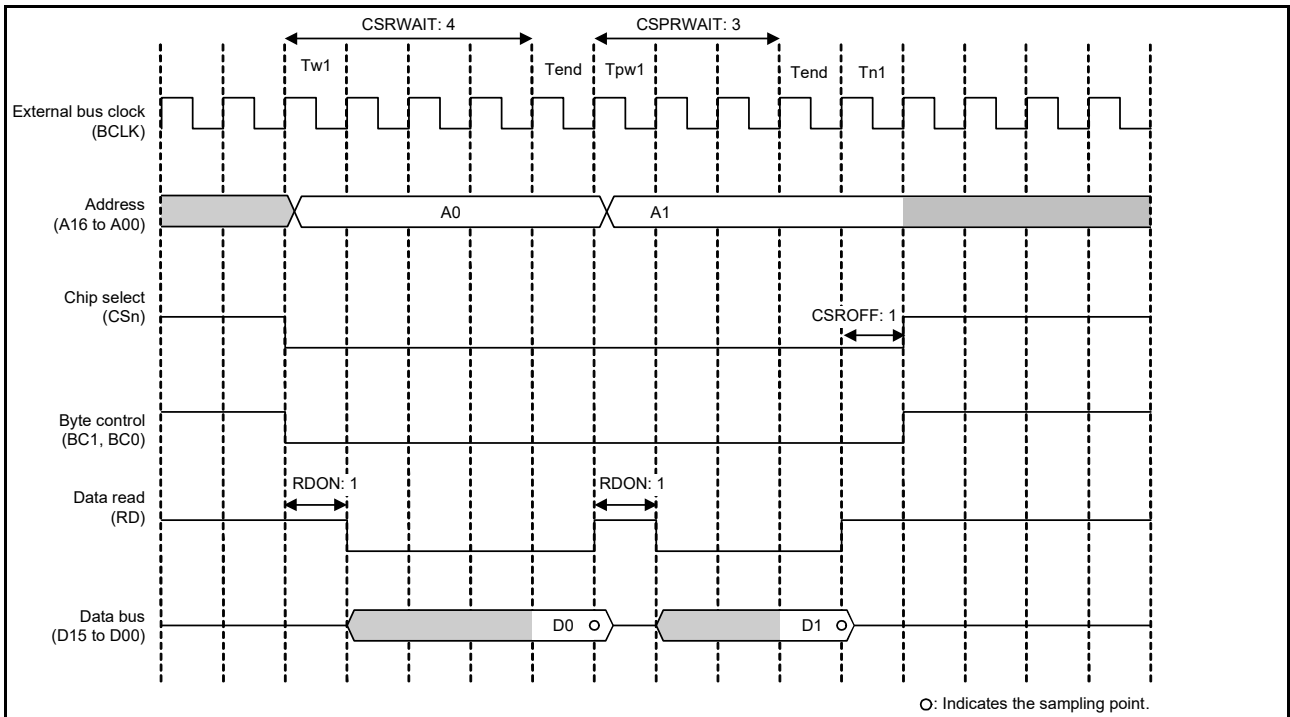 CSRWAIT: 4
CSPRWAIT: 3
Tw1
Tend
Tpw1
Tend
Tn1
External bus clock
(BCLK)
Address
(A16 to A00)
A0
A1
Chip select
(CSn)
CSROFF: 1
Byte control
(BC1, BC0)
RDON: 1
RDON: 1
Data read
(RD)
Data bus
(D15 to D00)
D0
D1
: Indicates the sampling point.